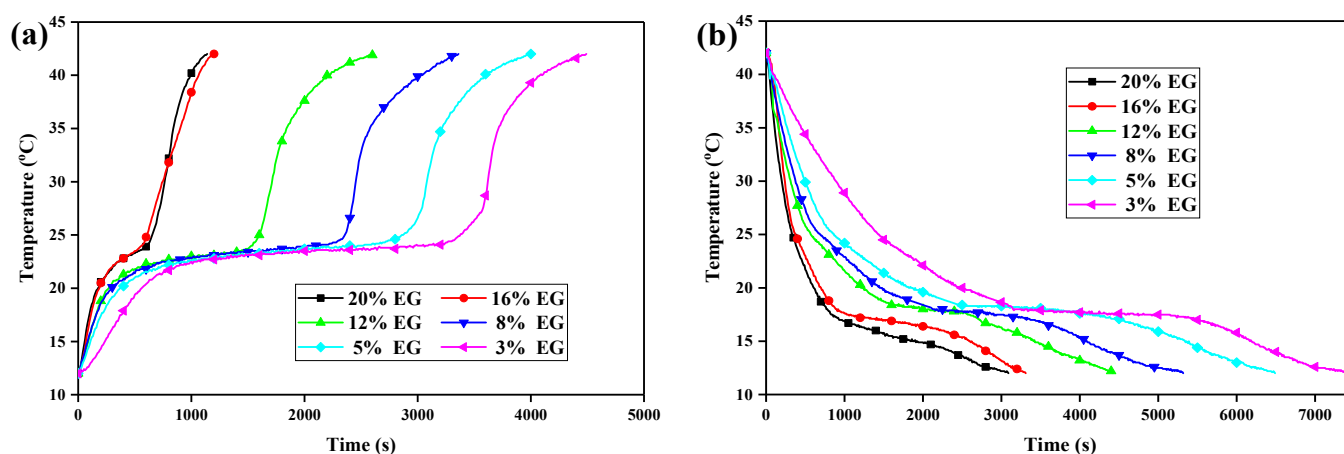 (a)
45
40
35
30
25
20
15
10
Temperature (ºC)
0 1000 2000 3000 4000 5000
Time (s)
20% EG 16% EG
12% EG 8% EG
5% EG 3% EG
(b)
45
40
35
30
25
20
15
10
Temperature (ºC)
0 1000 2000 3000 4000 5000 6000 7000
Time (s)
20% EG
16% EG
12% EG
8% EG
5% EG
3% EG